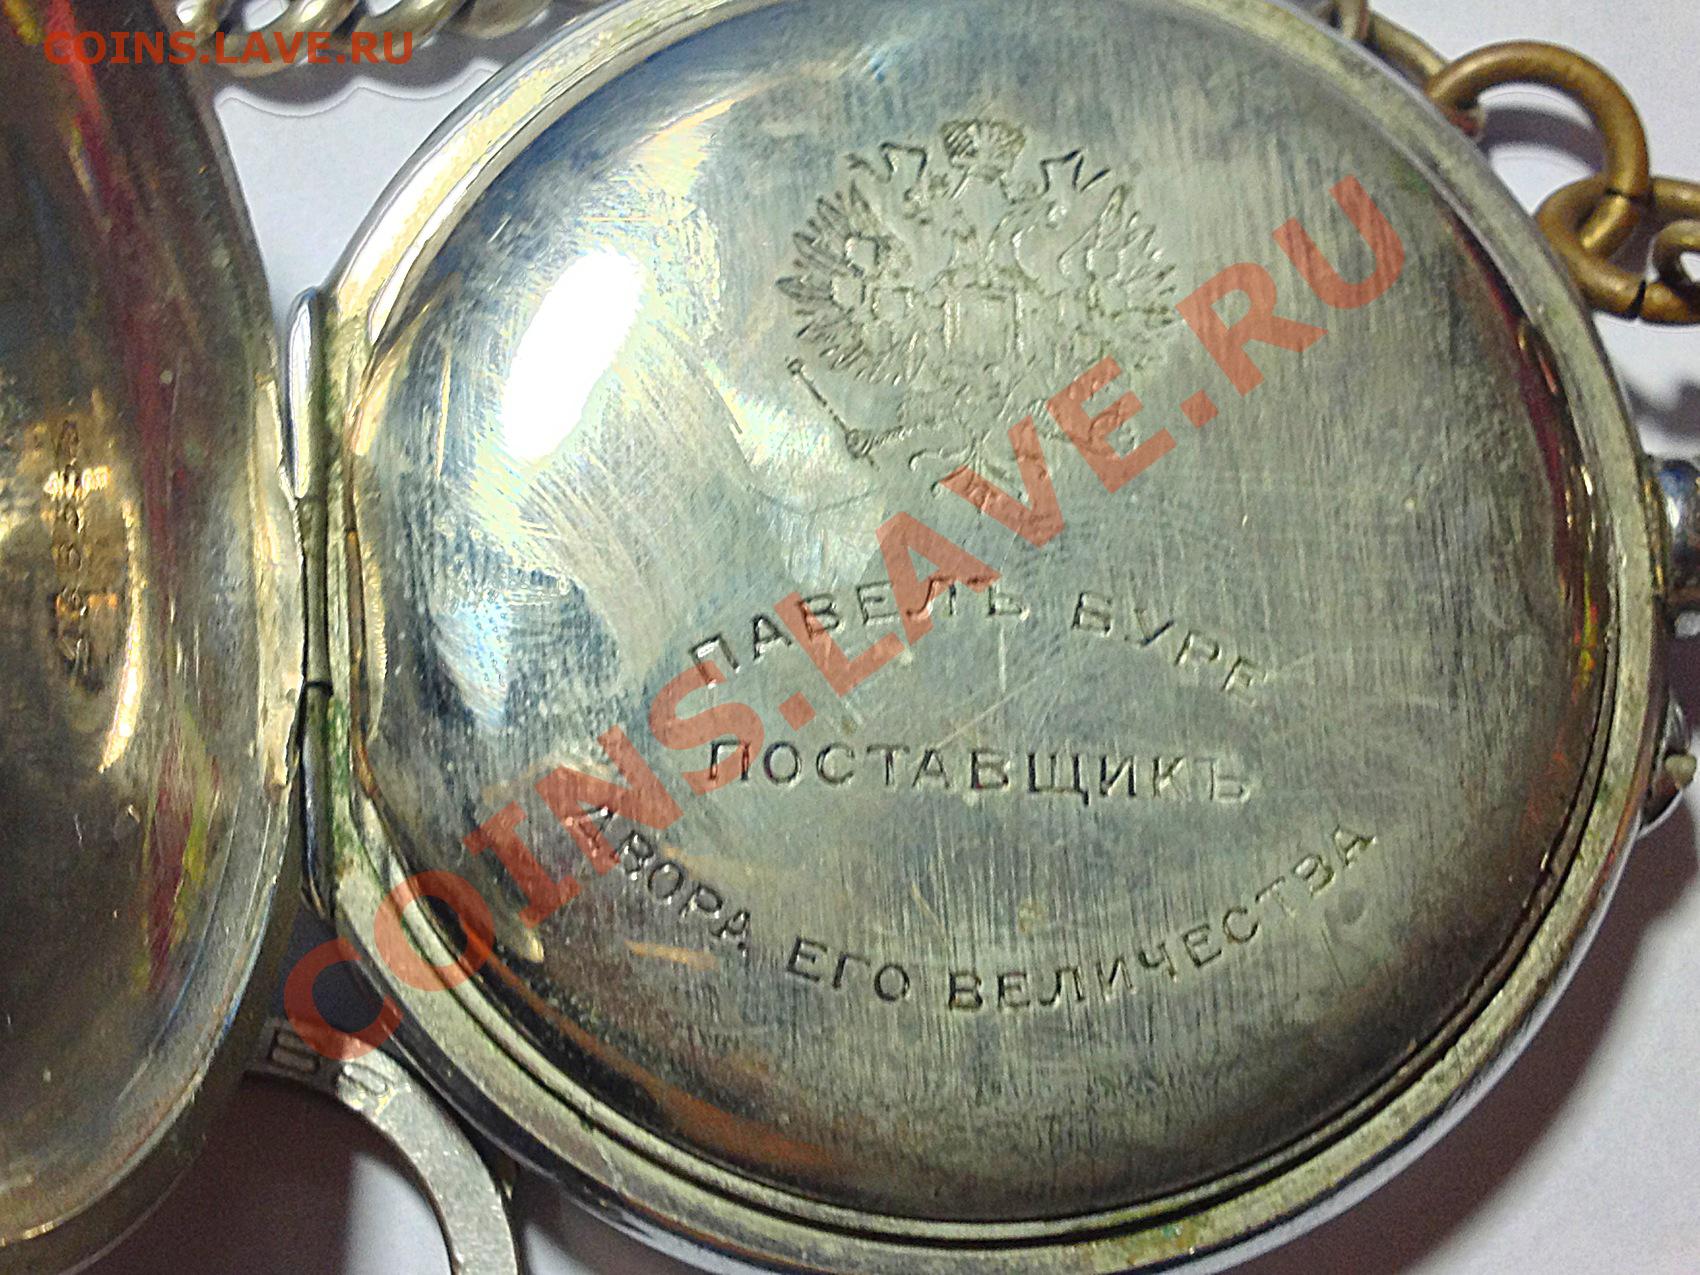 COINS.LAVE.RU
COINS.LAVE.RU
ПАВЕЛЪ БУРЕ
ПОСТАВЩИКЪ
ДВОРА ЕГО ВЕЛИЧЕСТВА